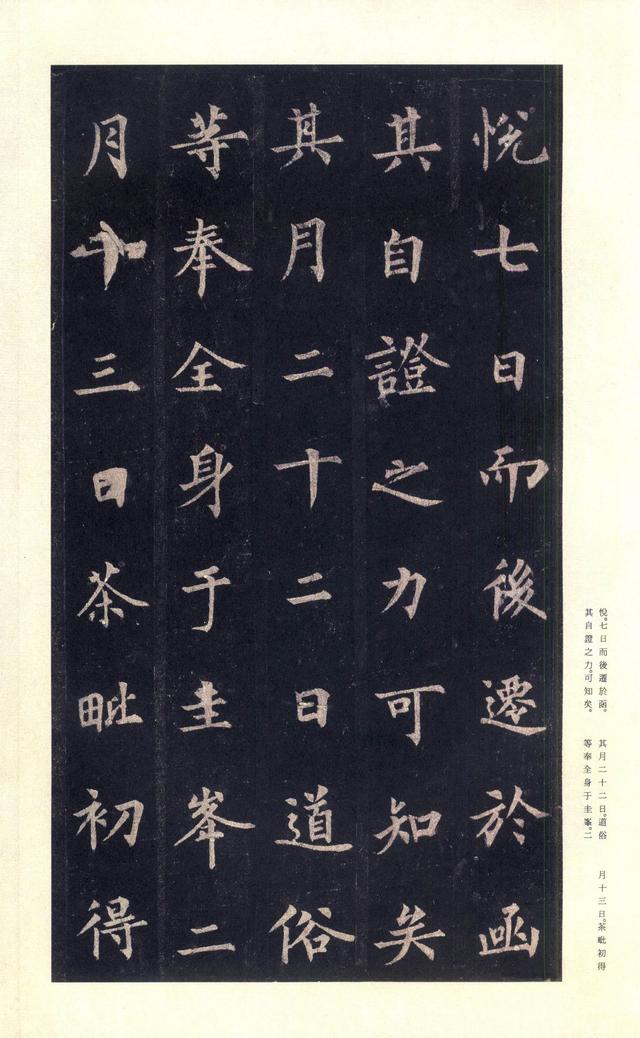 悅七日而後遷於函
其自證之力可知矣
其月二十二日道俗
等奉全身于圭峯二
月十三日茶毗初得
悅。七日而後遷於函。
其自證之力。可知矣。
其月二十二日。道俗
等奉全身于圭峯。二
月十三日。茶毗初得